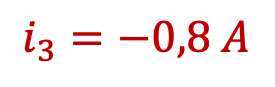 i₃ = −0,8 A